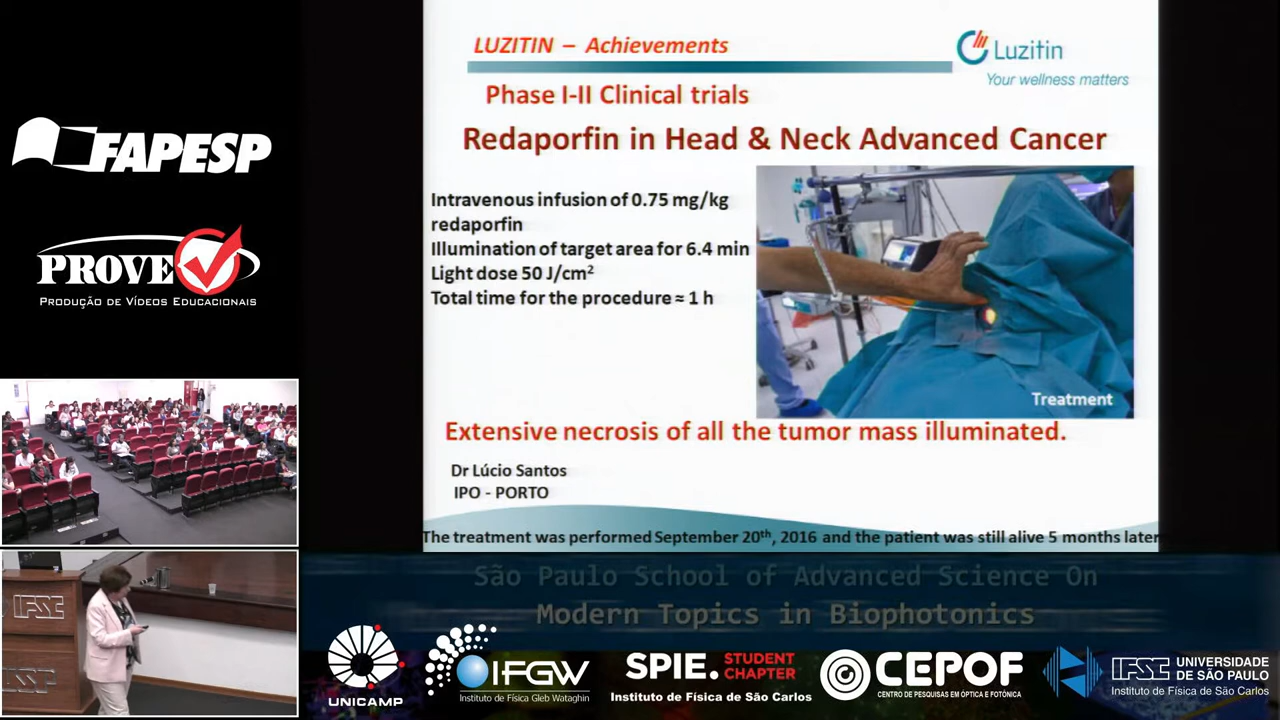 FAPESP
PROVE
PRODUÇÃO DE VÍDEOS EDUCACIONAIS
LUZITIN – Achievements
Luzitin
Your wellness matters
Phase I-II Clinical trials
Redaporfin in Head & Neck Advanced Cancer
Intravenous infusion of 0.75 mg/kg
redaporfin
Illumination of target area for 6.4 min
Light dose 50 J/cm²
Total time for the procedure ≈ 1 h
Treatment
Extensive necrosis of all the tumor mass illuminated.
Dr Lúcio Santos
IPO - PORTO
The treatment was performed September 20th, 2016 and the patient was still alive 5 months later
IFSC
IFSC
São Paulo School of Advanced Science On
Modern Topics in Biophotonics
UNICAMP
IFGW
Instituto de Física Gleb Wataghin
SPIE. STUDENT
CHAPTER
Instituto de Física de São Carlos
CEPOF
CENTRO DE PESQUISAS EM ÓPTICA E FOTÔNICA
IFSC UNIVERSIDADE
DE SÃO PAULO
Instituto de Física de São Carlos